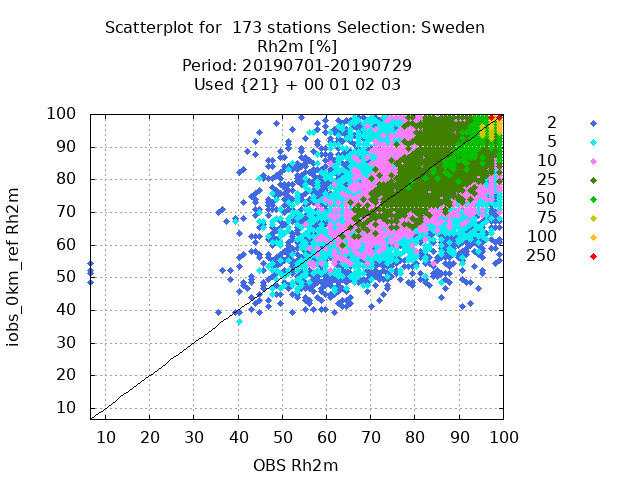 Scatterplot for  173 stations Selection: Sweden
Rh2m [%]
Period: 20190701-20190729
Used {21} + 00 01 02 03
100
90
80
70
60
50
40
30
20
10
iobs_0km_ref Rh2m
10 20 30 40 50 60 70 80 90 100
OBS Rh2m
2
5
10
25
50
75
100
250